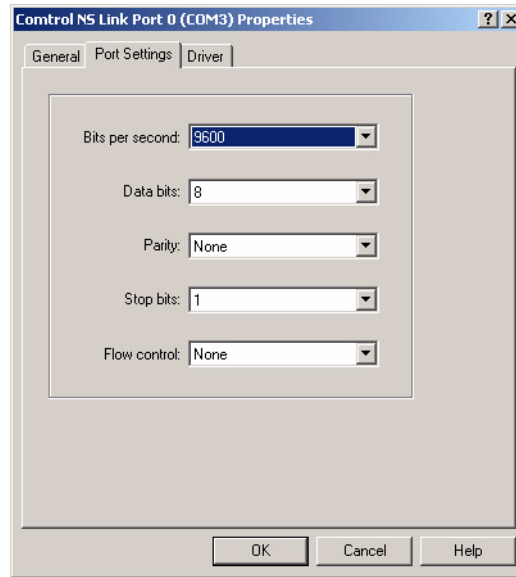 Comtrol NS Link Port 0 (COM3) Properties
General Port Settings Driver
Bits per second: 9600
Data bits: 8
Parity: None
Stop bits: 1
Flow control: None
OK Cancel Help